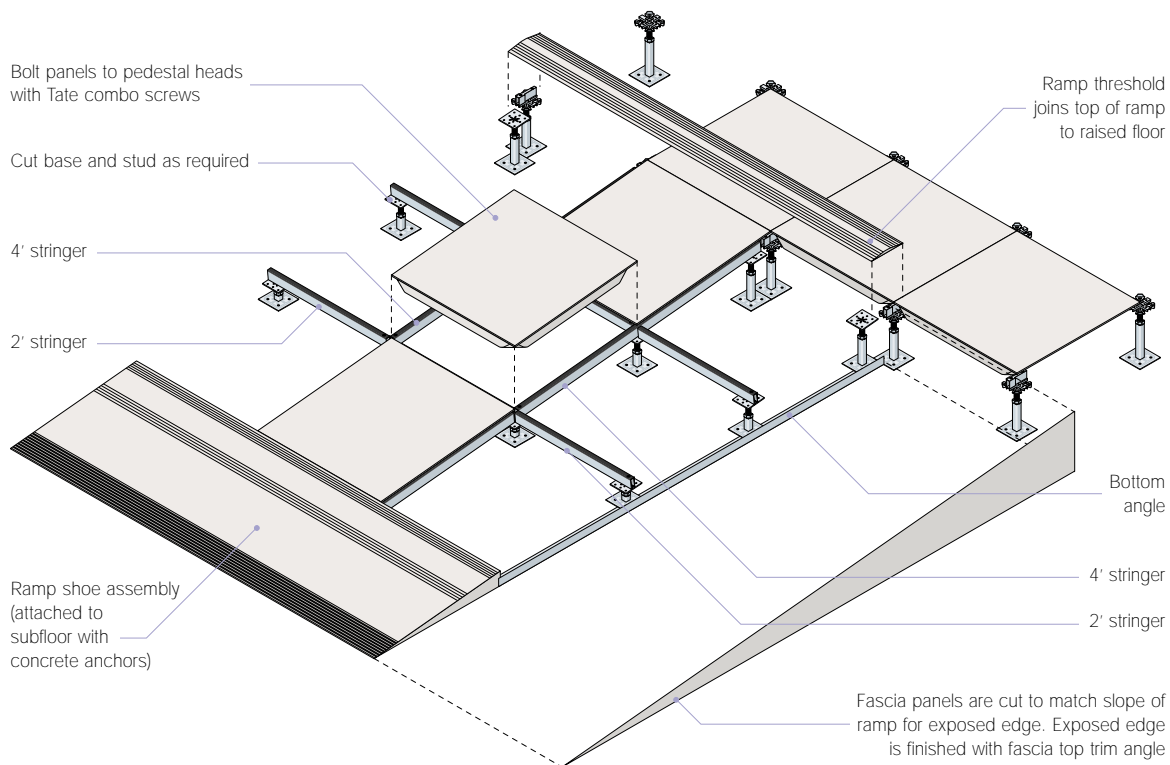 Bolt panels to pedestal heads
with Tate combo screws
Cut base and stud as required
4’ stringer
2’ stringer
Ramp shoe assembly
(attached to
subfloor with
concrete anchors)
Ramp threshold
joins top of ramp
to raised floor
Bottom
angle
4’ stringer
2’ stringer
Fascia panels are cut to match slope of
ramp for exposed edge. Exposed edge
is finished with fascia top trim angle